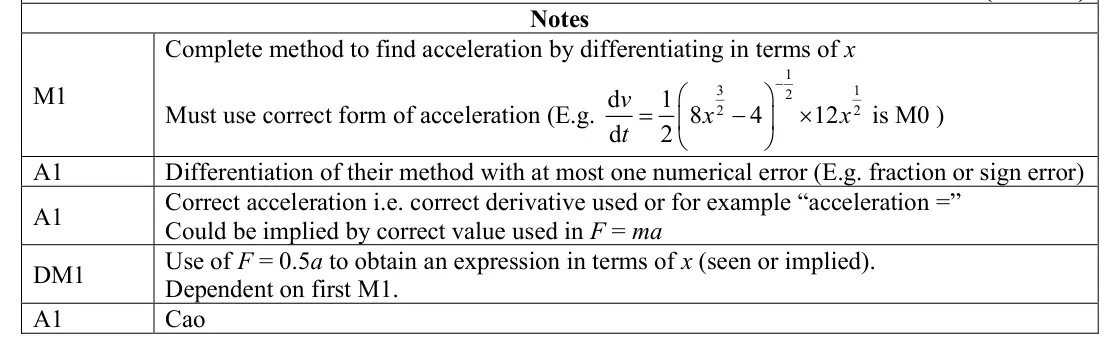 Notes
M1
Complete method to find acceleration by differentiating in terms of x
Must use correct form of acceleration (E.g. dv/dt = 1/2 (8x^(3/2) − 4)^(−1/2) × 12x^(1/2) is M0 )
A1
Differentiation of their method with at most one numerical error (E.g. fraction or sign error)
A1
Correct acceleration i.e. correct derivative used or for example “acceleration =”
Could be implied by correct value used in F = ma
DM1
Use of F = 0.5a to obtain an expression in terms of x (seen or implied).
Dependent on first M1.
A1
Cao